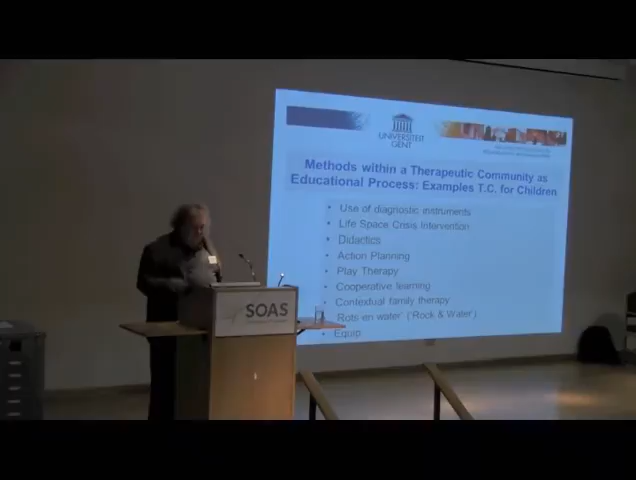 UNIVERSITEIT
GENT
Methods within a Therapeutic Community as
Educational Process: Examples T.C. for Children
• Use of diagnostic instruments
• Life Space Crisis Intervention
• Didactics
• Action Planning
• Play Therapy
• Cooperative learning
• Contextual family therapy
• 'Rots en water' ('Rock & Water')
• Equip
SOAS